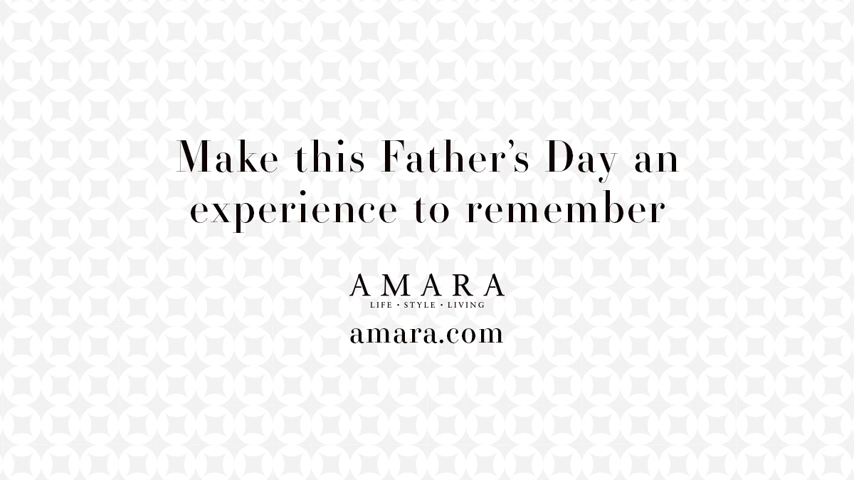 Make this Father’s Day an
experience to remember
AMARA
LIFE • STYLE • LIVING
amara.com